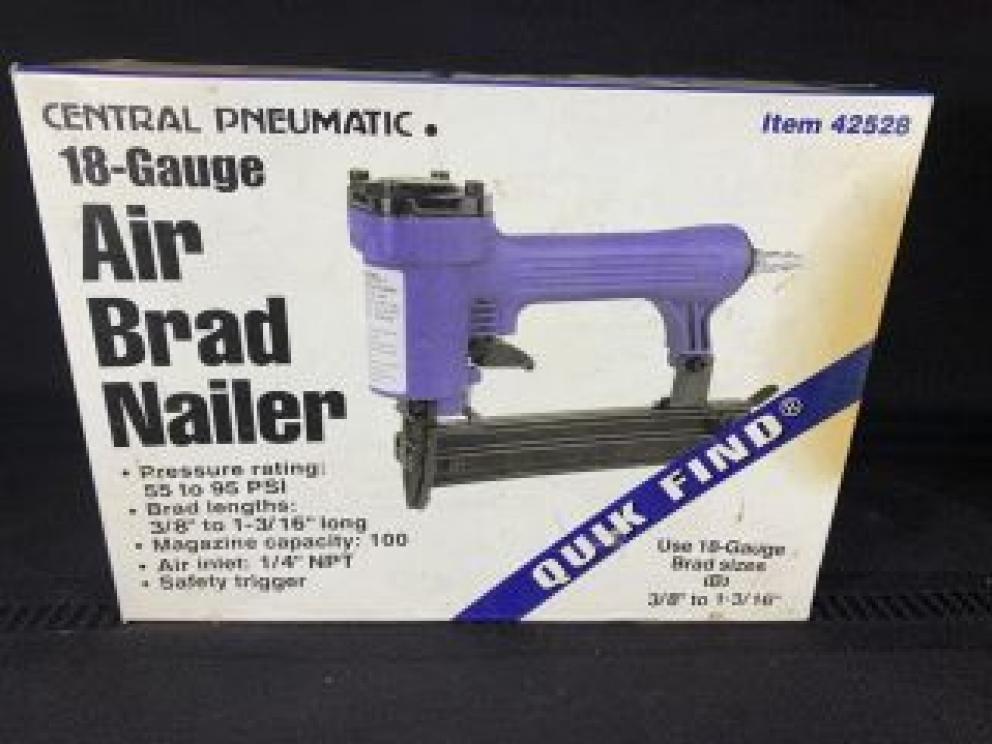 CENTRAL PNEUMATIC.
Item 42528
18-Gauge
Air
Brad
Nailer
• Pressure rating:
55 to 95 PSI
• Brad lengths:
3/8" to 1-3/16" long
• Magazine capacity: 100
• Air inlet: 1/4" NPT
• Safety trigger
QUIK FIND®
Use 18-Gauge
Brad sizes
3/8" to 1-3/16"